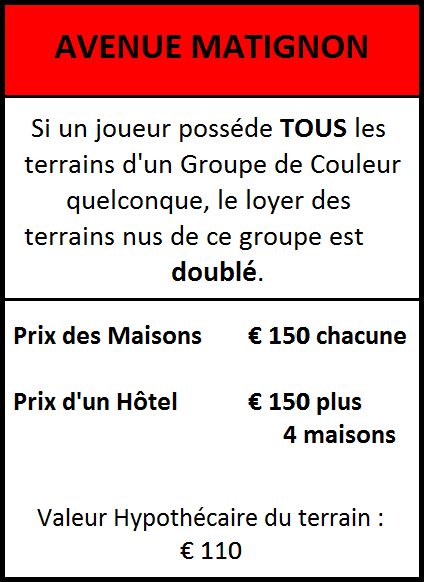 AVENUE MATIGNON
Si un joueur posséde TOUS les
terrains d'un Groupe de Couleur
quelconque, le loyer des
terrains nus de ce groupe est
doublé.
Prix des Maisons € 150 chacune
Prix d'un Hôtel € 150 plus
4 maisons
Valeur Hypothécaire du terrain :
€ 110